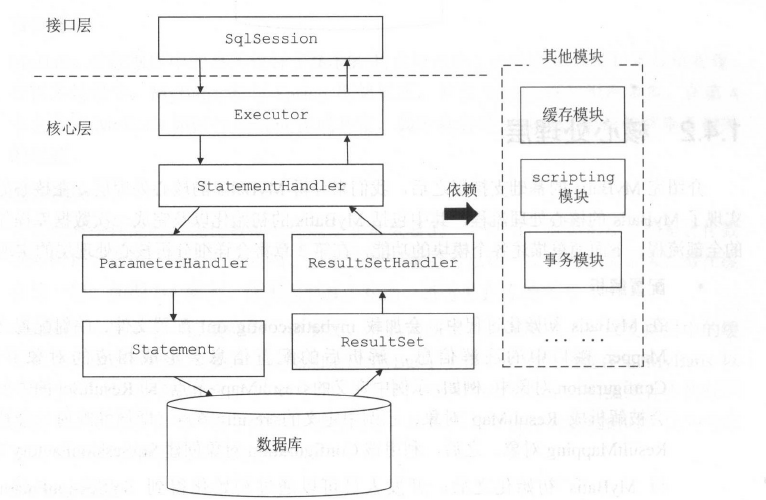 接口层
SqlSession
其他模块
核心层
Executor
缓存模块
StatementHandler
依赖
scripting
模块
ParameterHandler
ResultSetHandler
事务模块
Statement
ResultSet
......
数据库